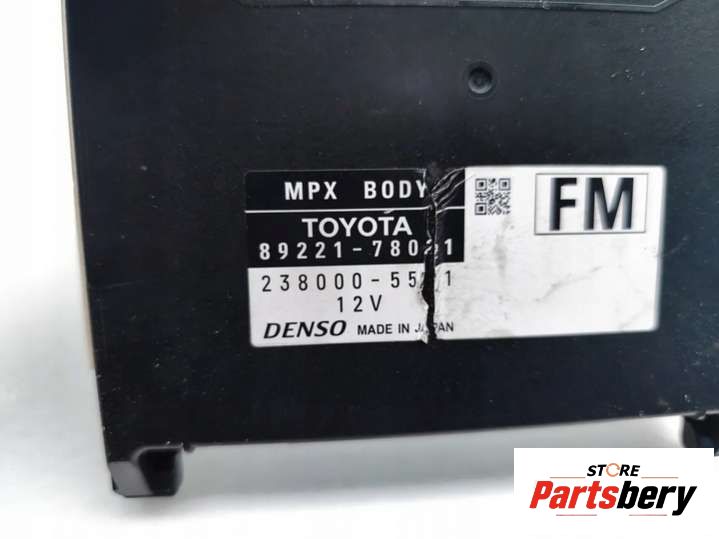 MPX BODY
FM
TOYOTA
12V
DENSO MADE IN JAPAN
STORE
Partsbery